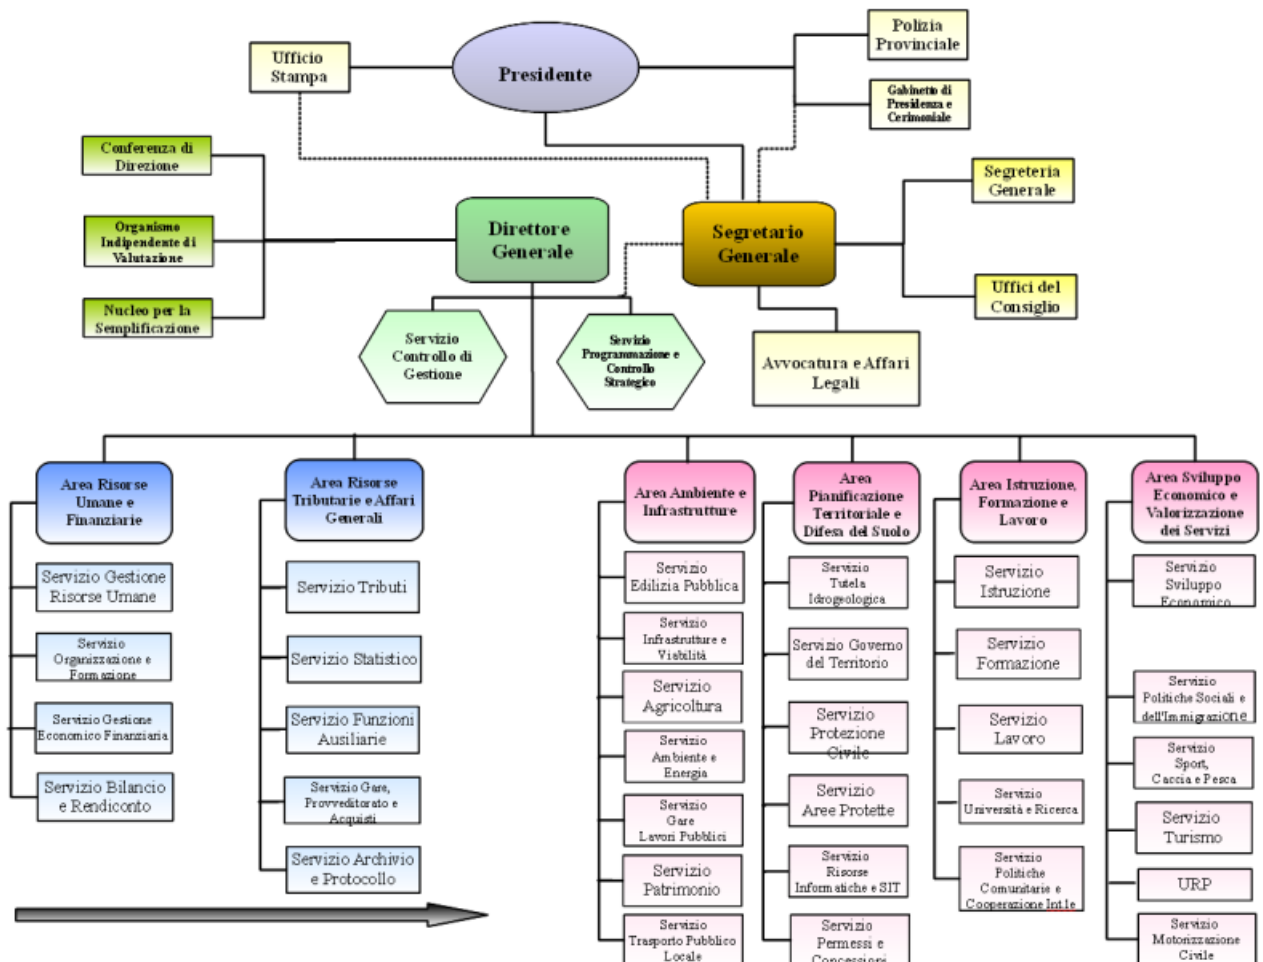 Polizia
Provinciale
Ufficio
Stampa
Presidente
Gabinetto di
Presidenza e
Cerimoniale
Conferenza di
Direzione
Segreteria
Generale
Organismo
Indipendente di
Valutazione
Direttore
Generale
Segretario
Generale
Nucleo per la
Semplificazione
Uffici del
Consiglio
Servizio
Controllo di
Gestione
Servizio
Programmazione e
Controllo
Strategico
Avvocatura e Affari
Legali
Area Risorse
Umane e
Finanziarie
Servizio Gestione
Risorse Umane
Servizio
Organizzazione e
Formazione
Servizio Gestione
Economico Finanziaria
Servizio Bilancio
e Rendiconto
Area Risorse
Tributarie e Affari
Generali
Servizio Tributi
Servizio Statistico
Servizio Funzioni
Ausiliarie
Servizio Gare,
Provveditorato e
Acquisti
Servizio Archivio
e Protocollo
Area Ambiente e
Infrastrutture
Servizio
Edilizia Pubblica
Servizio
Infrastrutture e
Viabilità
Servizio
Agricoltura
Servizio
Ambiente e
Energia
Servizio
Gare
Lavori Pubblici
Servizio
Patrimonio
Servizio
Trasporto Pubblico
Locale
Area
Pianificazione
Territoriale e
Difesa del Suolo
Servizio
Tutela
Idrogeologica
Servizio Governo
del Territorio
Servizio
Protezione
Civile
Servizio
Aree Protette
Servizio
Risorse
Informatiche e SIT
Servizio
Permessi e
Concessioni
Area Istruzione,
Formazione e
Lavoro
Servizio
Istruzione
Servizio
Formazione
Servizio
Lavoro
Servizio
Università e Ricerca
Servizio
Politiche
Comunitarie e
Cooperazione Int.le
Area Sviluppo
Economico e
Valorizzazione
dei Servizi
Servizio
Sviluppo
Economico
Servizio
Politiche Sociali e
dell'Immigrazione
Servizio
Sport,
Caccia e Pesca
Servizio
Turismo
URP
Servizio
Motorizzazione
Civile